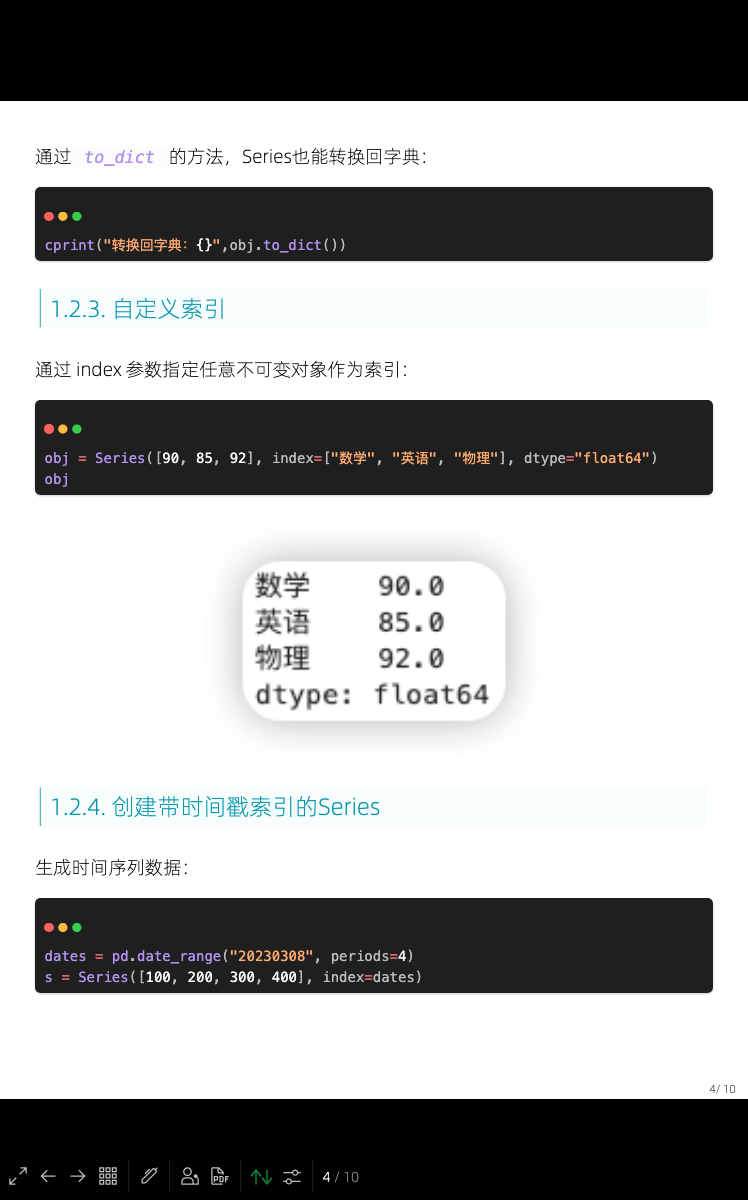 通过 to_dict 的方法，Series也能转换回字典：
cprint("转换回字典：{}",obj.to_dict())
1.2.3. 自定义索引
通过 index 参数指定任意不可变对象作为索引：
obj = Series([90, 85, 92], index=["数学", "英语", "物理"], dtype="float64")
obj
数学 90.0
英语 85.0
物理 92.0
dtype: float64
1.2.4. 创建带时间戳索引的Series
生成时间序列数据：
dates = pd.date_range("20230308", periods=4)
s = Series([100, 200, 300, 400], index=dates)
4/ 10
PDF
4 / 10